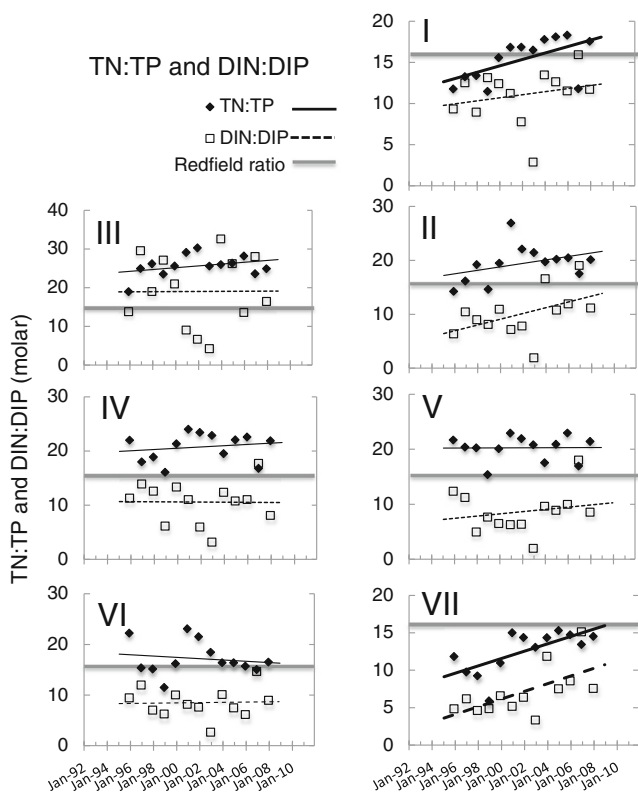 TN:TP and DIN:DIP
TN:TP
DIN:DIP
Redfield ratio
TN:TP and DIN:DIP (molar)
I
20
15
10
5
0
III
40
30
20
10
0
II
30
20
10
0
IV
30
20
10
0
V
30
20
10
0
VI
30
20
10
0
VII
20
15
10
5
0
Jan-92
Jan-94
Jan-96
Jan-98
Jan-00
Jan-02
Jan-04
Jan-06
Jan-08
Jan-10
Jan-92
Jan-94
Jan-96
Jan-98
Jan-00
Jan-02
Jan-04
Jan-06
Jan-08
Jan-10